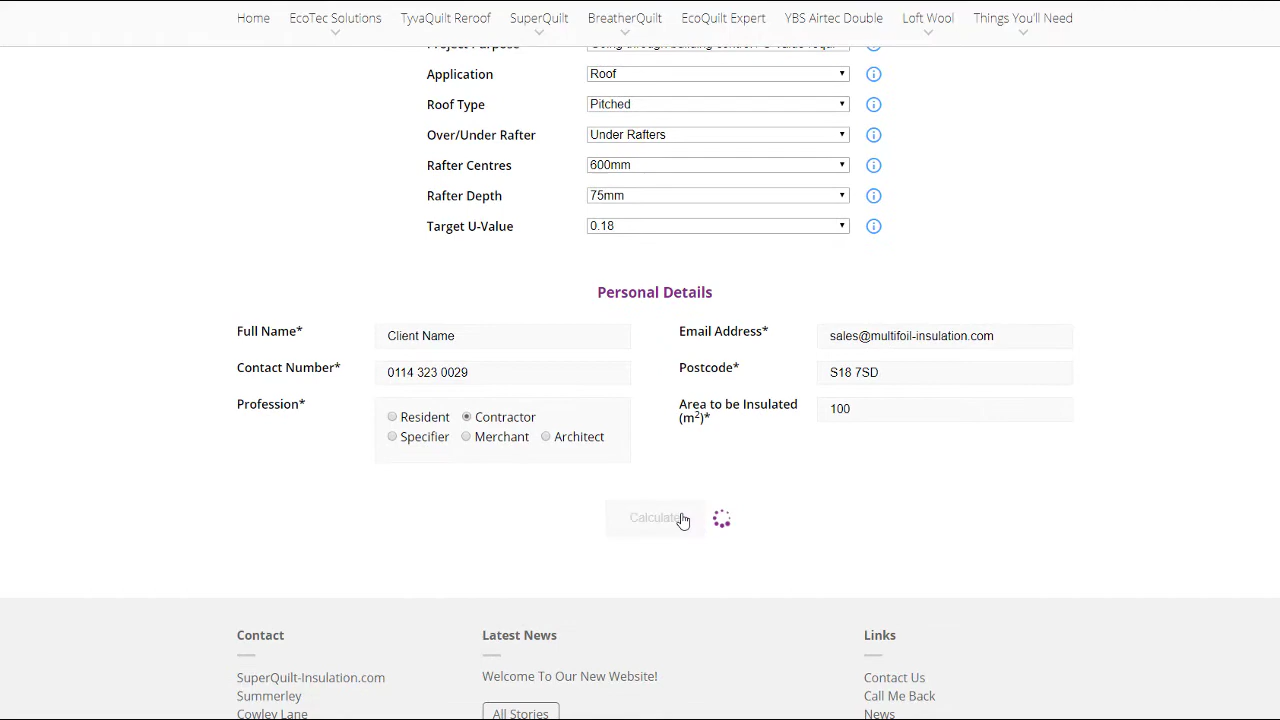 Home EcoTec Solutions TyvaQuilt Reroof SuperQuilt BreatherQuilt EcoQuilt Expert YBS Airtec Double Loft Wool Things You'll Need
Project Purpose
Application Roof
Roof Type Pitched
Over/Under Rafter Under Rafters
Rafter Centres 600mm
Rafter Depth 75mm
Target U-Value 0.18
Personal Details
Full Name* Client Name Email Address* sales@multifoil-insulation.com
Contact Number* 0114 323 0029 Postcode* S18 7SD
Profession* Resident Contractor Specifier Merchant Architect
Area to be Insulated (m²)* 100
Calculate
Contact Latest News Links
SuperQuilt-Insulation.com Welcome To Our New Website! Contact Us
Summerley Call Me Back
Cowley Lane All Stories News